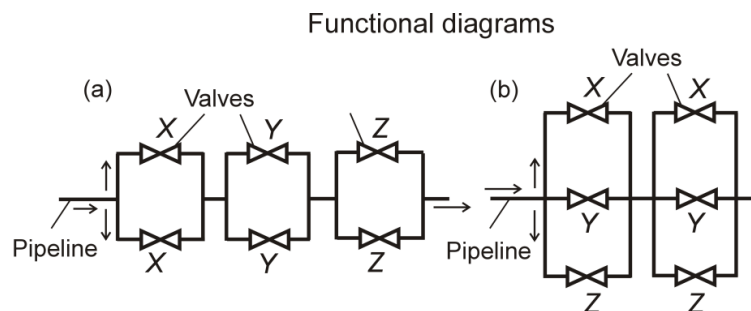 Functional diagrams
(a)
Valves
X Y Z
X Y Z
Pipeline
(b)
Valves
X X
Y Y
Pipeline
Z Z